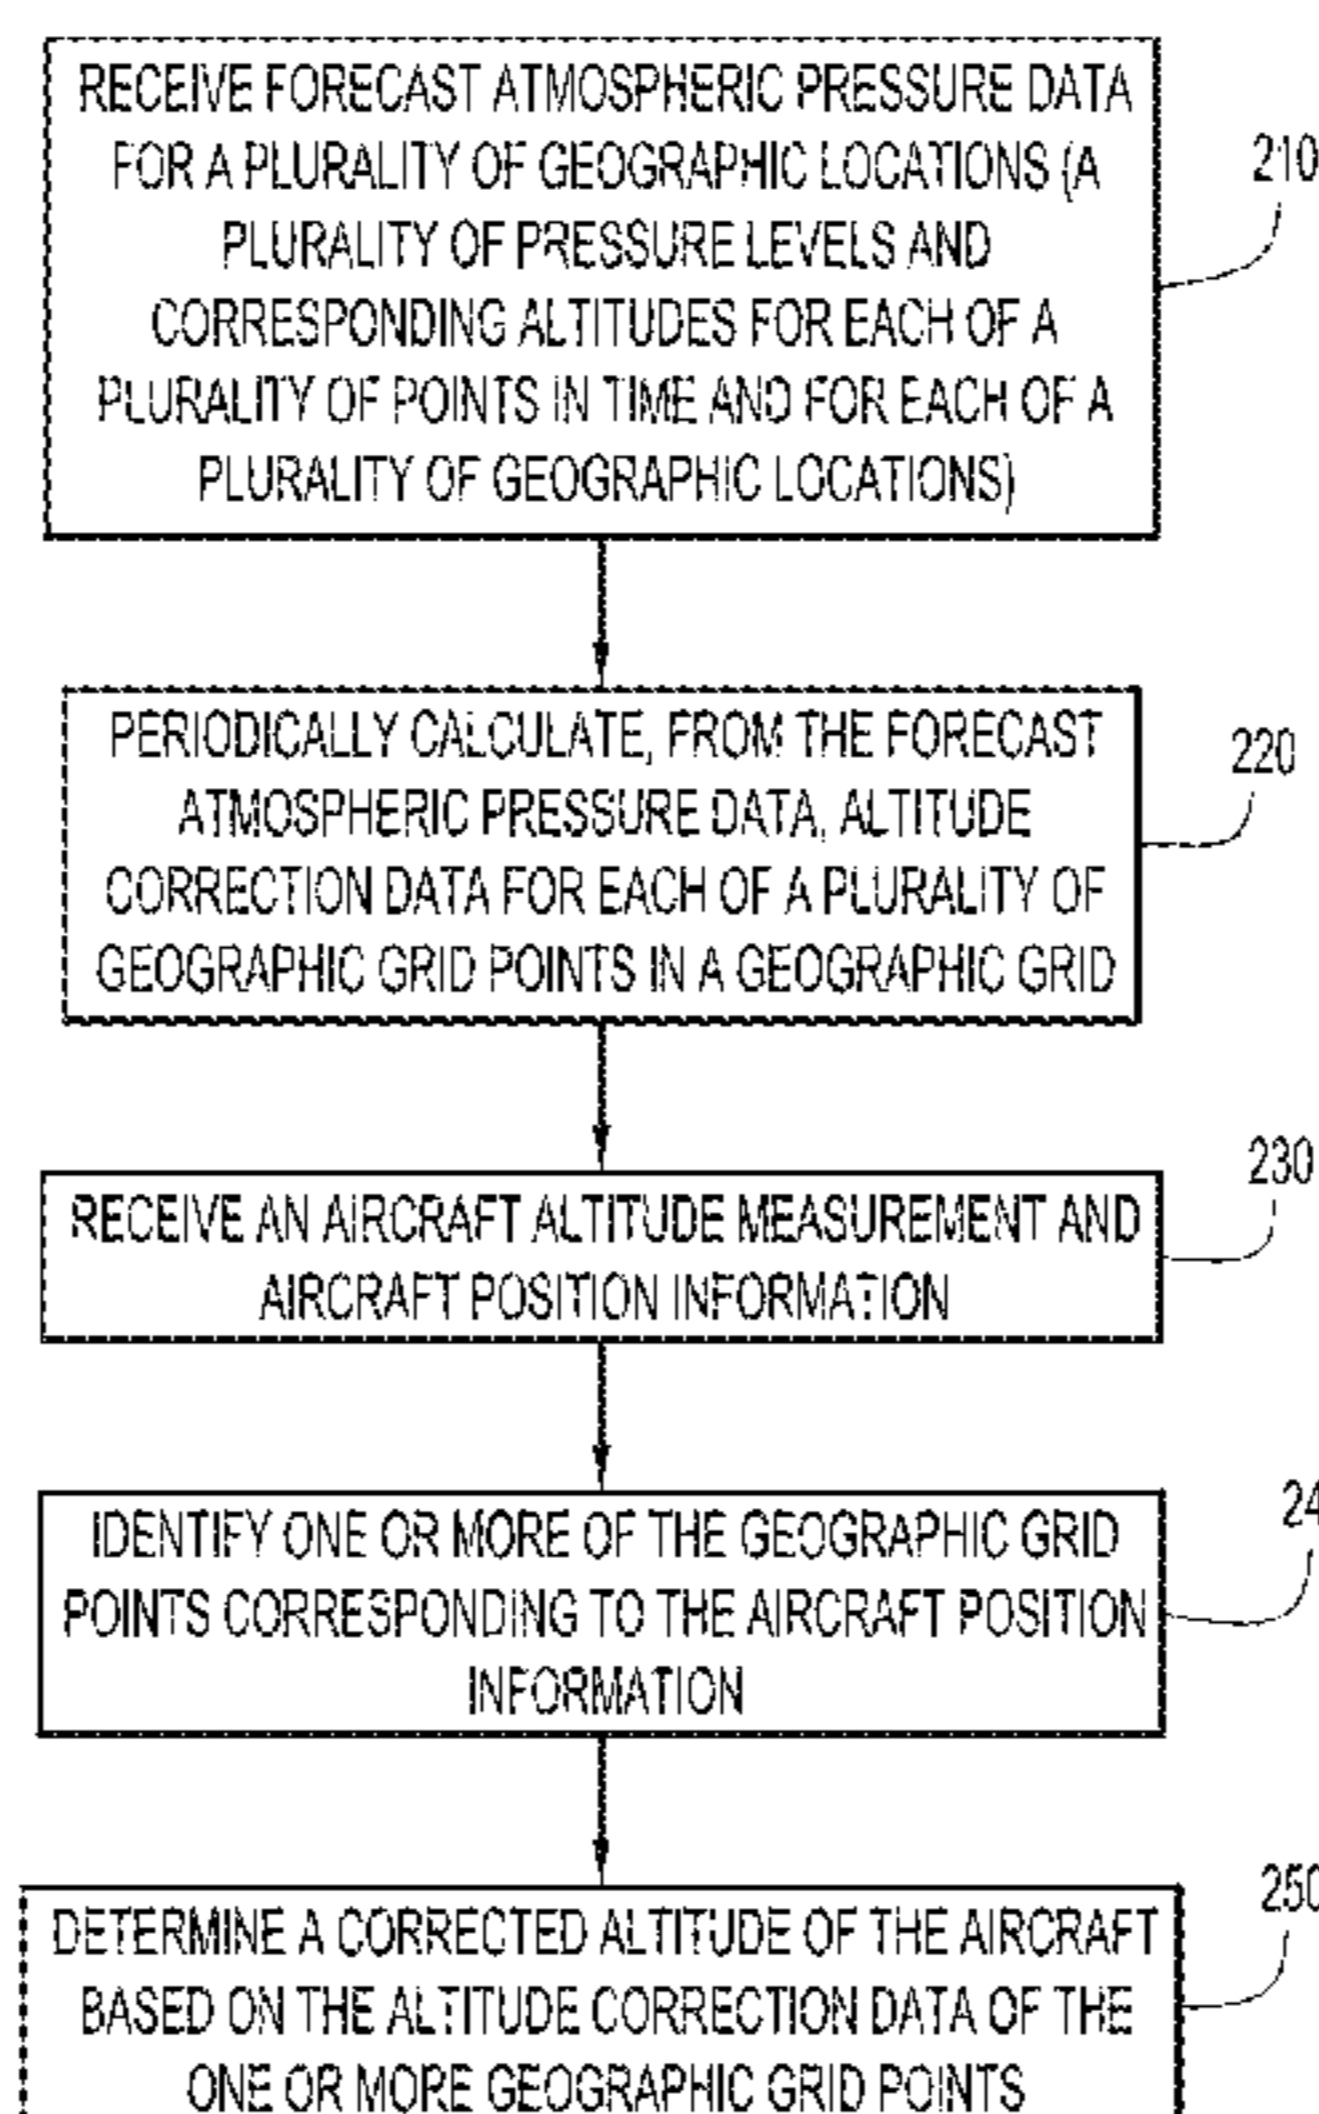 RECEIVE FORECAST ATMOSPHERIC PRESSURE DATA
FOR A PLURALITY OF GEOGRAPHIC LOCATIONS (A
PLURALITY OF PRESSURE LEVELS AND
CORRESPONDING ALTITUDES FOR EACH OF A
PLURALITY OF POINTS IN TIME AND FOR EACH OF A
PLURALITY OF GEOGRAPHIC LOCATIONS)
210
PERIODICALLY CALCULATE, FROM THE FORECAST
ATMOSPHERIC PRESSURE DATA, ALTITUDE
CORRECTION DATA FOR EACH OF A PLURALITY OF
GEOGRAPHIC GRID POINTS IN A GEOGRAPHIC GRID
220
RECEIVE AN AIRCRAFT ALTITUDE MEASUREMENT AND
AIRCRAFT POSITION INFORMATION
230
IDENTIFY ONE OR MORE OF THE GEOGRAPHIC GRID
POINTS CORRESPONDING TO THE AIRCRAFT POSITION
INFORMATION
24
DETERMINE A CORRECTED ALTITUDE OF THE AIRCRAFT
BASED ON THE ALTITUDE CORRECTION DATA OF THE
ONE OR MORE GEOGRAPHIC GRID POINTS
250